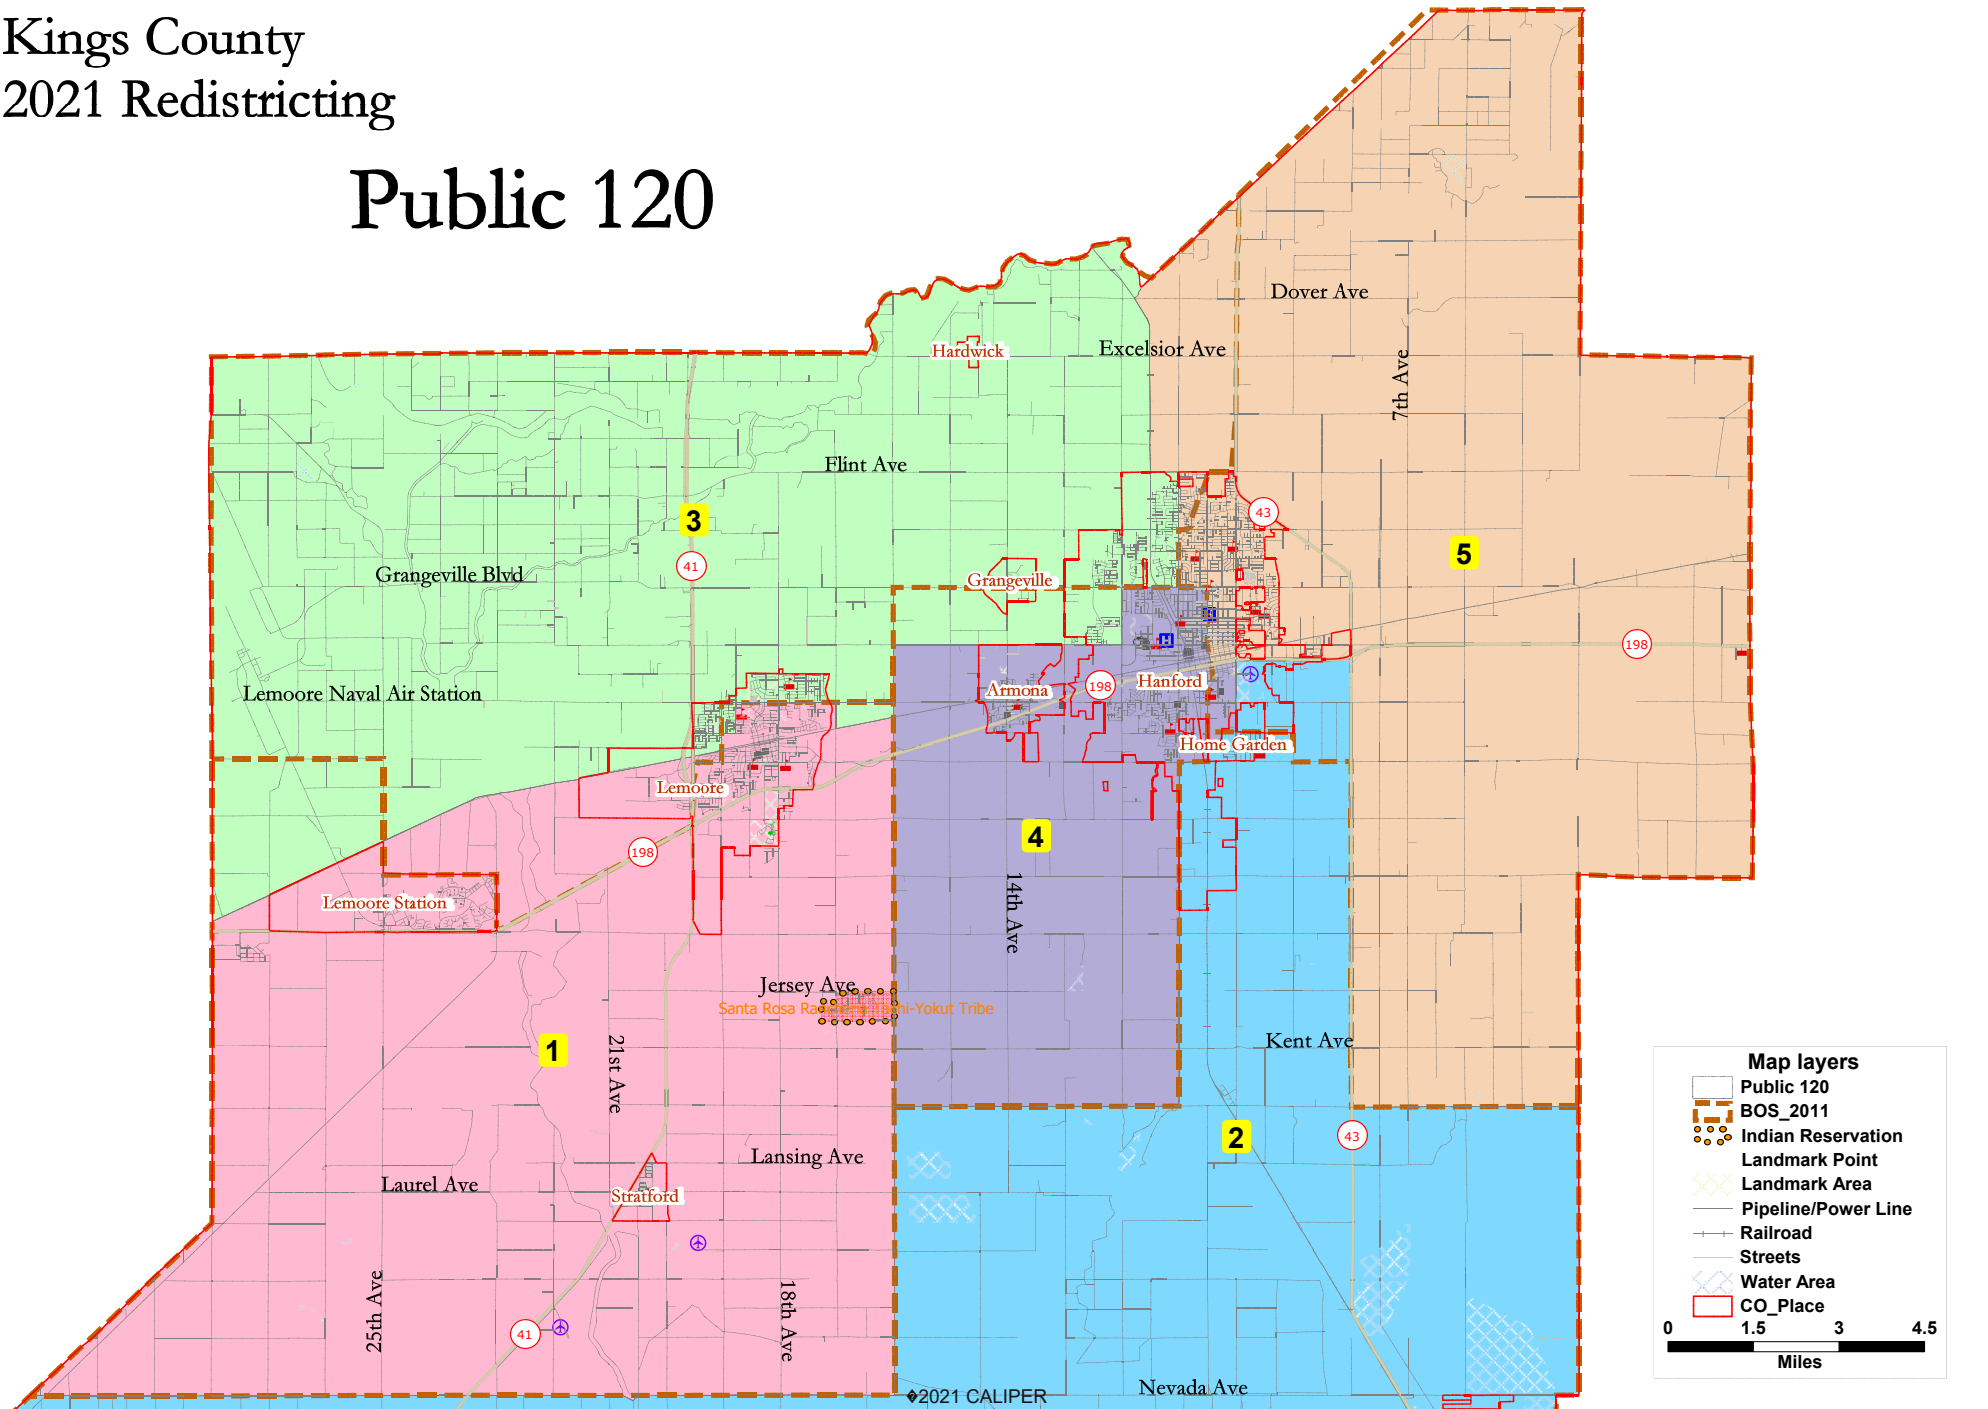 Kings County
2021 Redistricting
Public 120
Dover Ave
Hardwick
Excelsior Ave
7th Ave
Flint Ave
43
3
5
41
Grangeville Blvd
Grangeville
H
H
198
Lemoore Naval Air Station
Armona
198
Hanford
Home Garden
Lemoore
4
198
Lemoore Station
14th Ave
Jersey Ave
Kent Ave
1
21st Ave
2
43
Lansing Ave
Laurel Ave
Stratford
25th Ave
18th Ave
41
Nevada Ave
�2021 CALIPER
Map layers
Public 120
BOS_2011
Indian Reservation
Landmark Point
Landmark Area
Pipeline/Power Line
Railroad
Streets
Water Area
CO_Place
0 1.5 3 4.5
Miles
Santa Rosa Tachi-Yokut Tribe